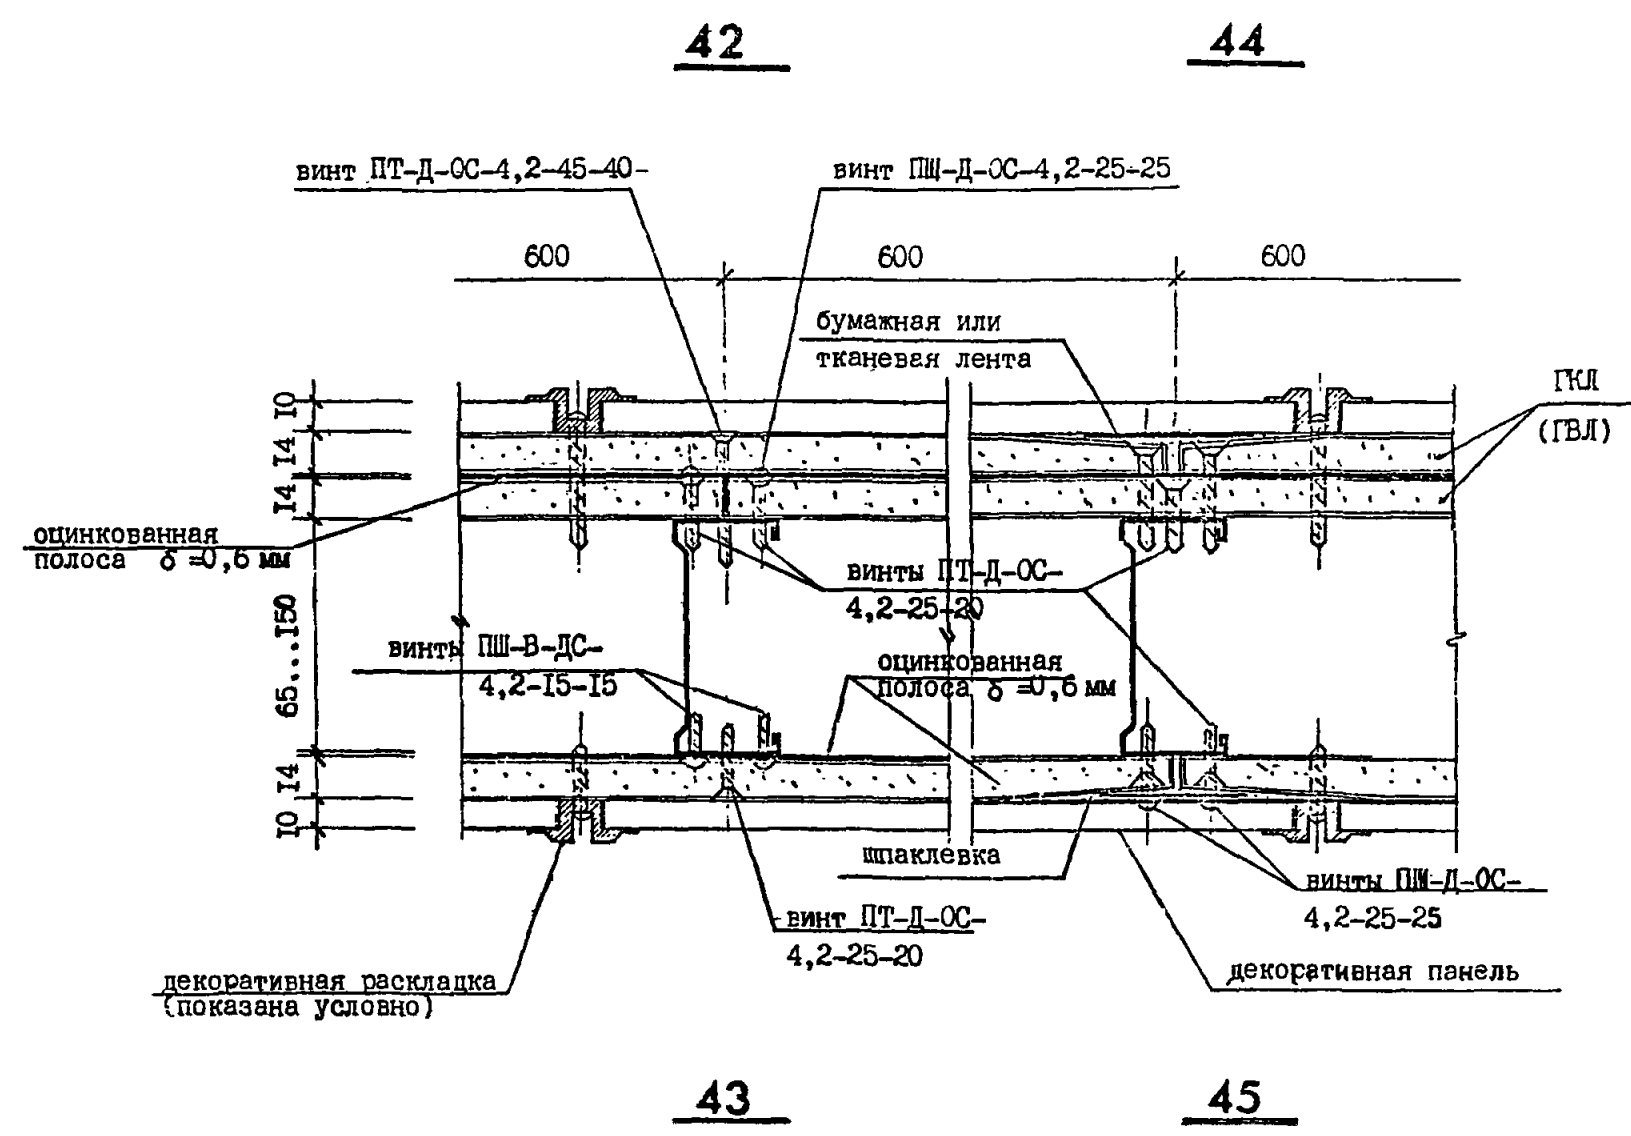 42
44
винт ПТ-Д-ОС-4,2-45-40-
винт ПШ-Д-ОС-4,2-25-25
600
600
600
бумажная или
тканевая лента
ГКЛ
(ГВЛ)
10
14
14
65...150
14
10
оцинкованная
полоса δ=0,6 мм
винты ПТ-Д-ОС-
4,2-25-20
винты ПШ-В-ДС-
4,2-15-15
оцинкованная
полоса δ=0,6 мм
шпаклевка
винты ПШ-Д-ОС-
4,2-25-25
винт ПТ-Д-ОС-
4,2-25-20
декоративная раскладка
(показана условно)
декоративная панель
43
45